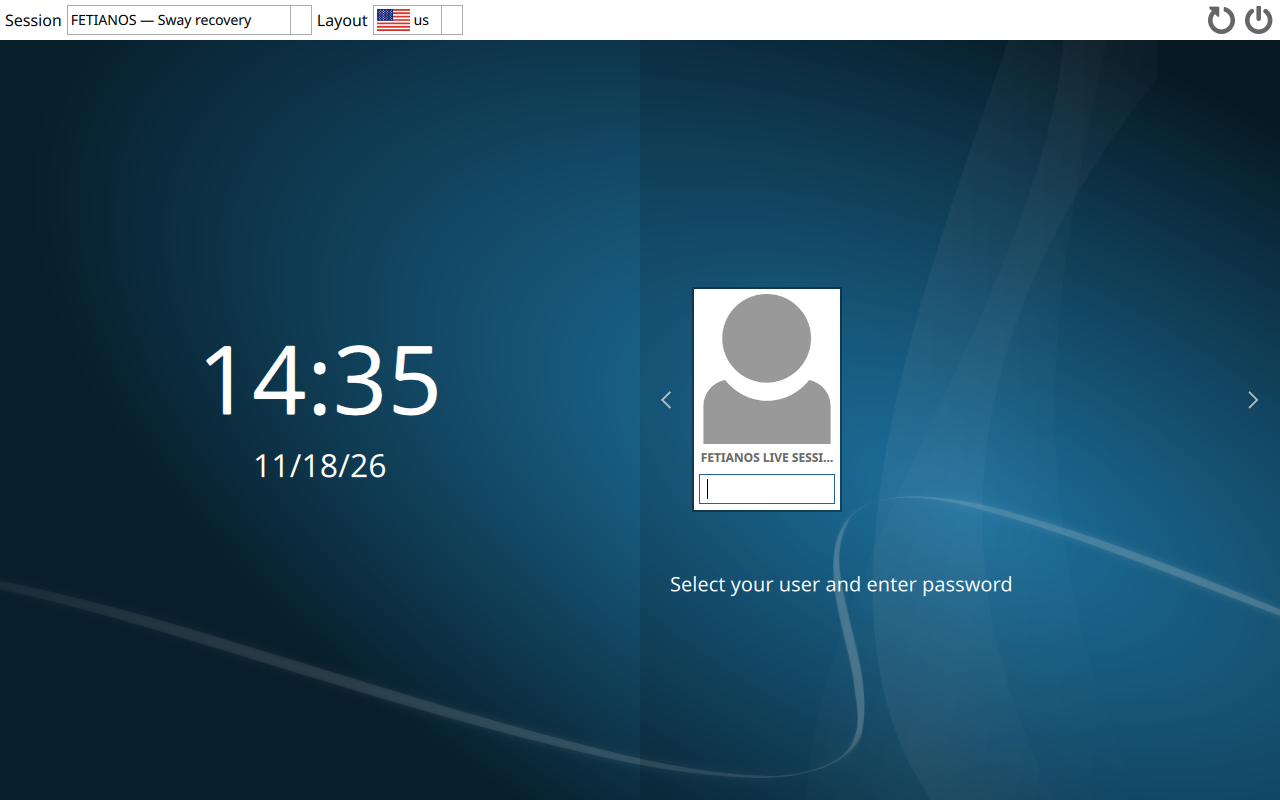 Session FETIANOS — Sway recovery Layout us
14:35
11/18/26
FETIANOS LIVE SESSI...
Select your user and enter password